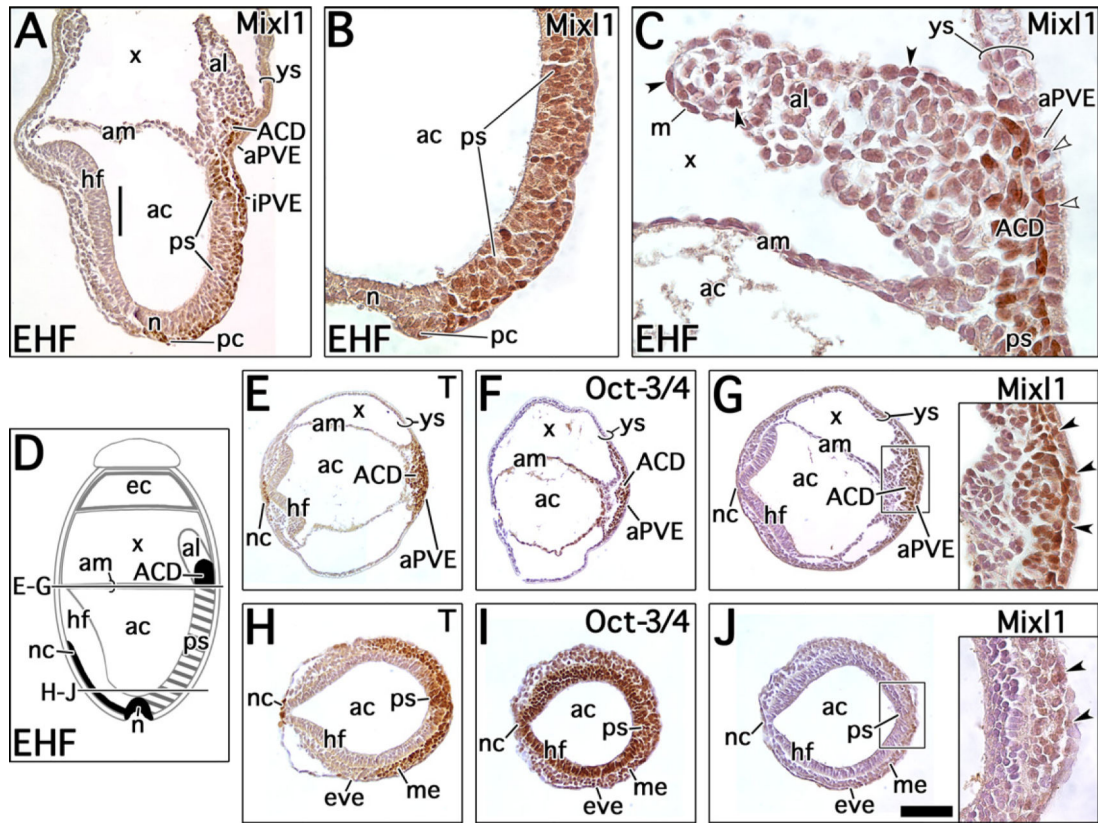 A Mixl1
x
al
ys
am
ACD
aPVE
hf
iPVE
ac
ps
n
pc
EHF
B Mixl1
ac ps
n
pc
EHF
C Mixl1
ys
al
aPVE
m
x
ACD
am
ac
ps
EHF
D
ec
x
al
am
ACD
E-G
hf
ac
nc
ps
H-J
n
EHF
E T
x
am
ys
ac
ACD
nc
hf
aPVE
F Oct-3/4
x
ys
am
ACD
ac
aPVE
G Mixl1
x
ys
am
ac
ACD
nc
hf
aPVE
H T
nc
ac
ps
hf
eve
me
I Oct-3/4
ac
ps
nc
hf
eve
me
J Mixl1
ac
ps
nc
hf
me
eve